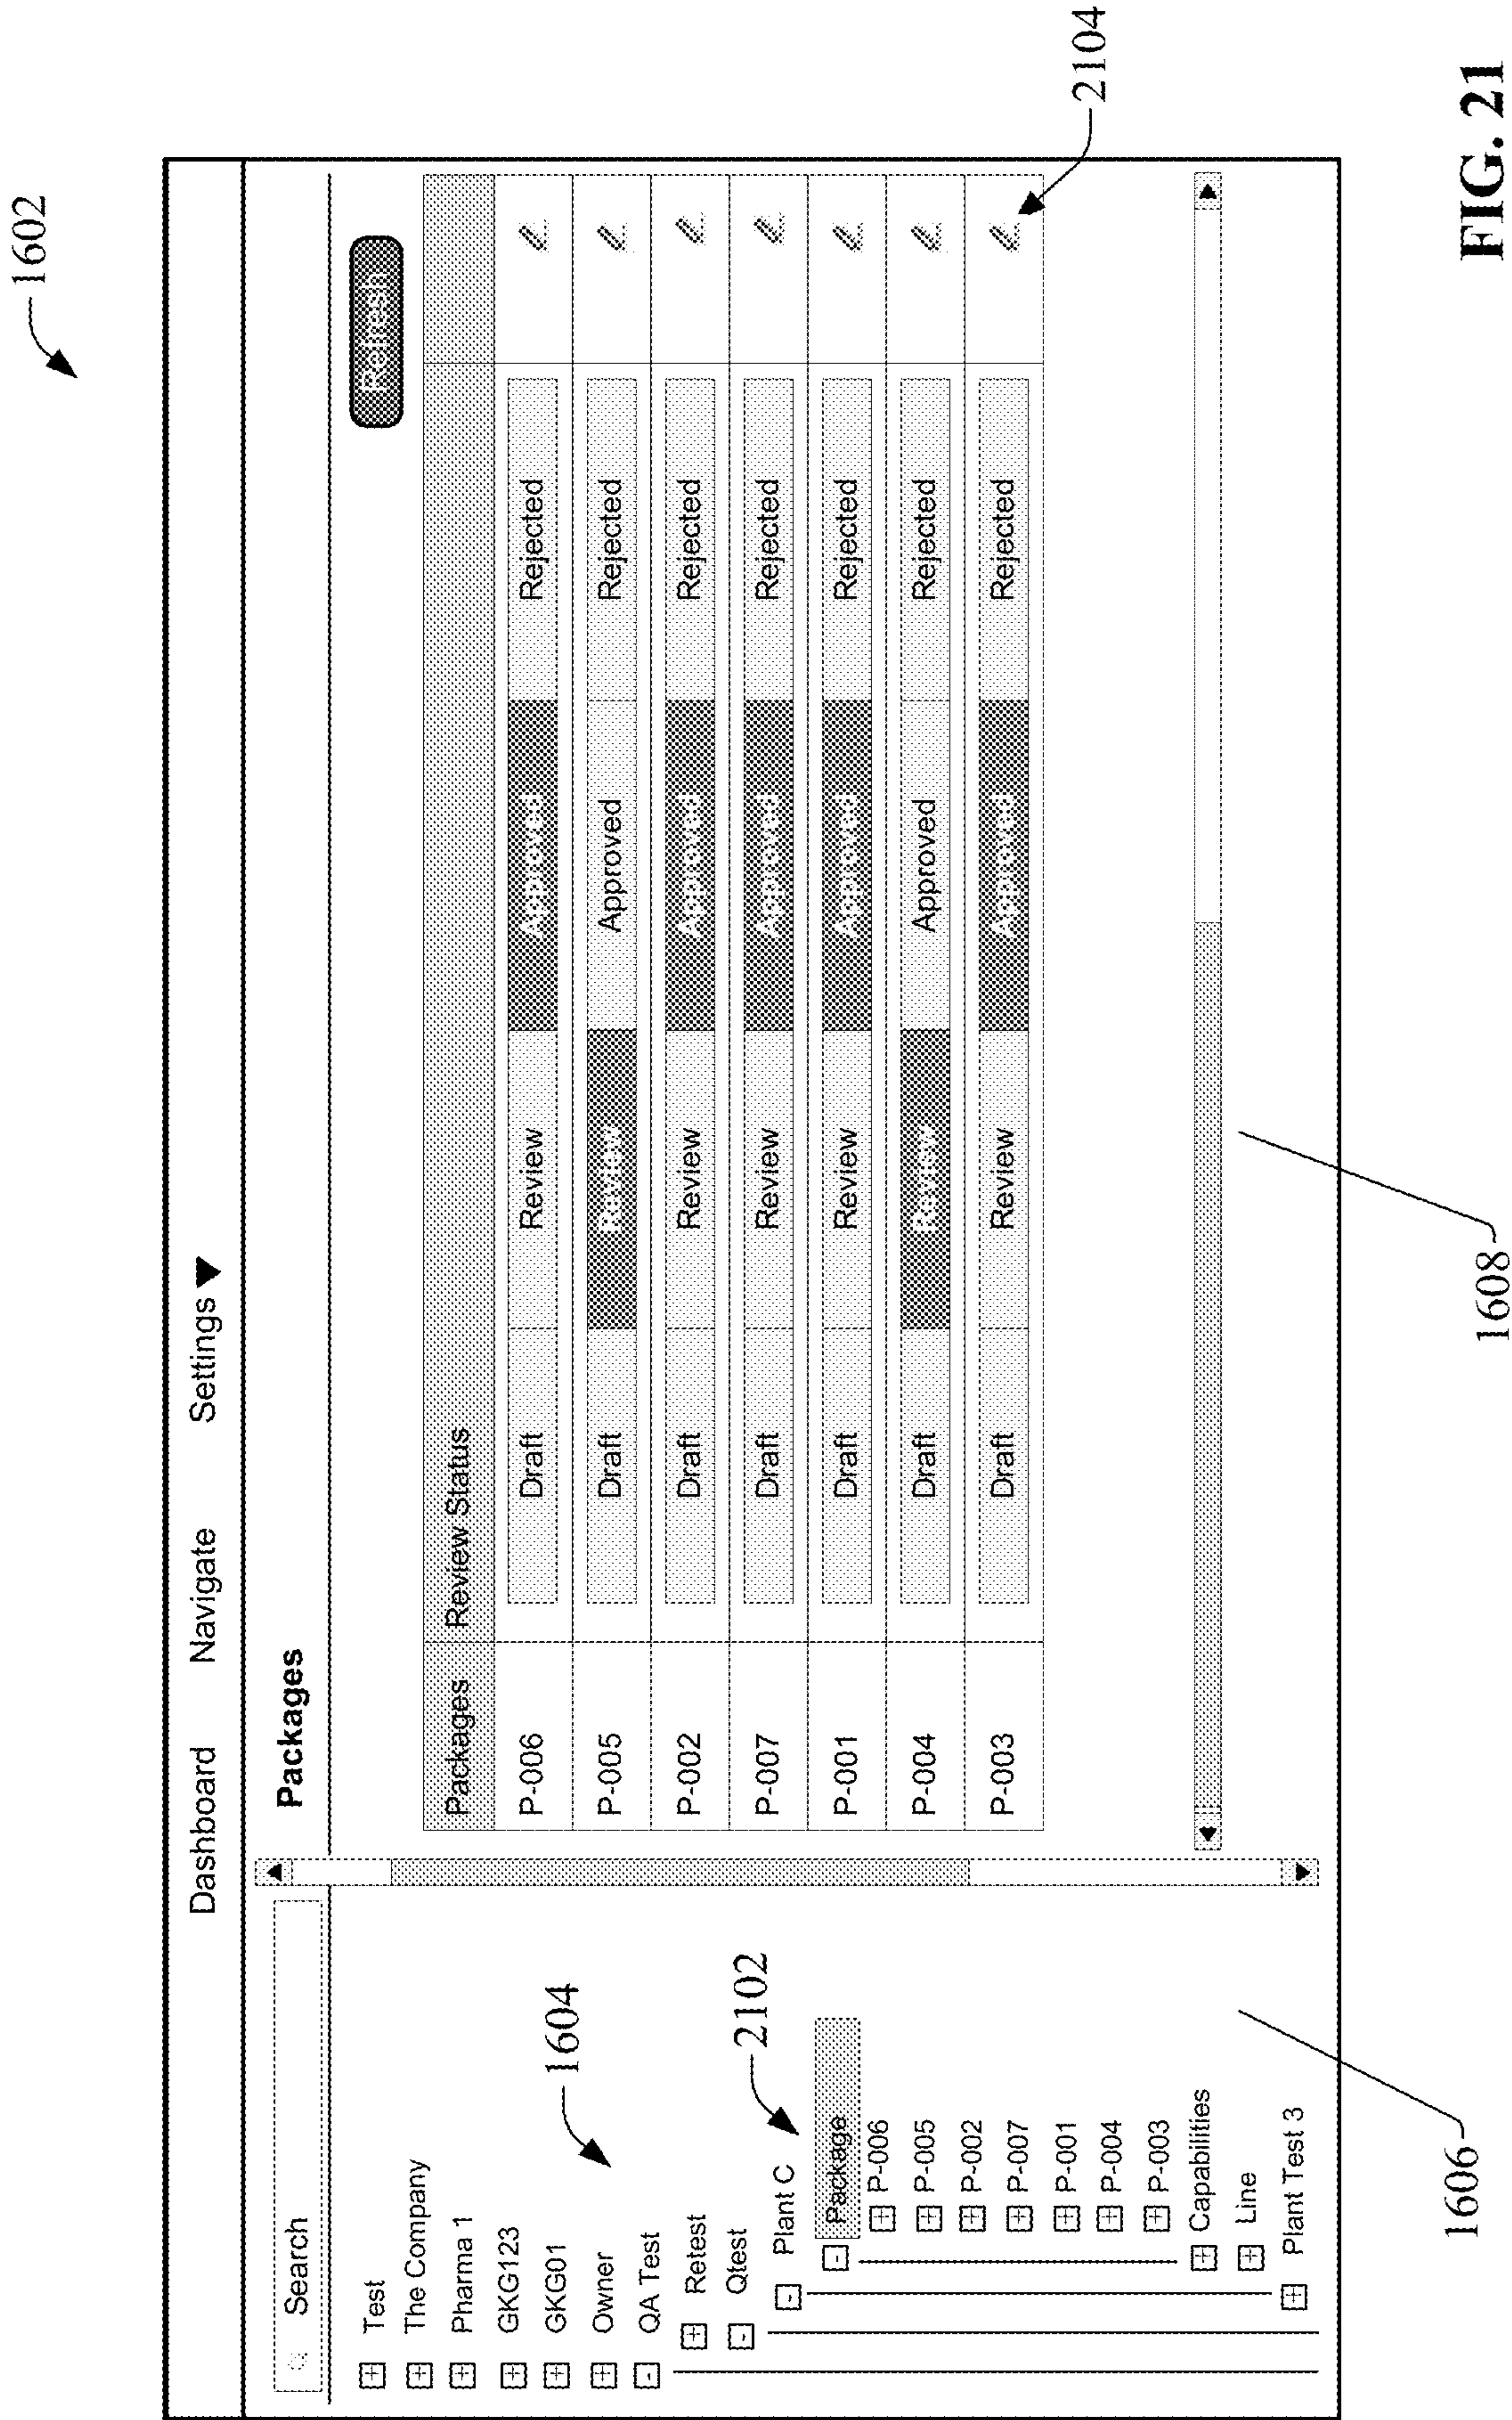 1602
Dashboard Navigate Settings
Search
Packages
Refresh
Test
The Company
Pharma 1
GKG123
GKG01
Owner
QA Test
Retest
Qtest
Plant C
Package
P-006
P-005
P-002
P-007
P-001
P-004
P-003
Capabilities
Line
Plant Test 3
1604
2102
Packages Review Status
P-006 Draft Review Approved Rejected
P-005 Draft Review Approved Rejected
P-002 Draft Review Approved Rejected
P-007 Draft Review Approved Rejected
P-001 Draft Review Approved Rejected
P-004 Draft Review Approved Rejected
P-003 Draft Review Approved Rejected
2104
1606
1608
FIG. 21